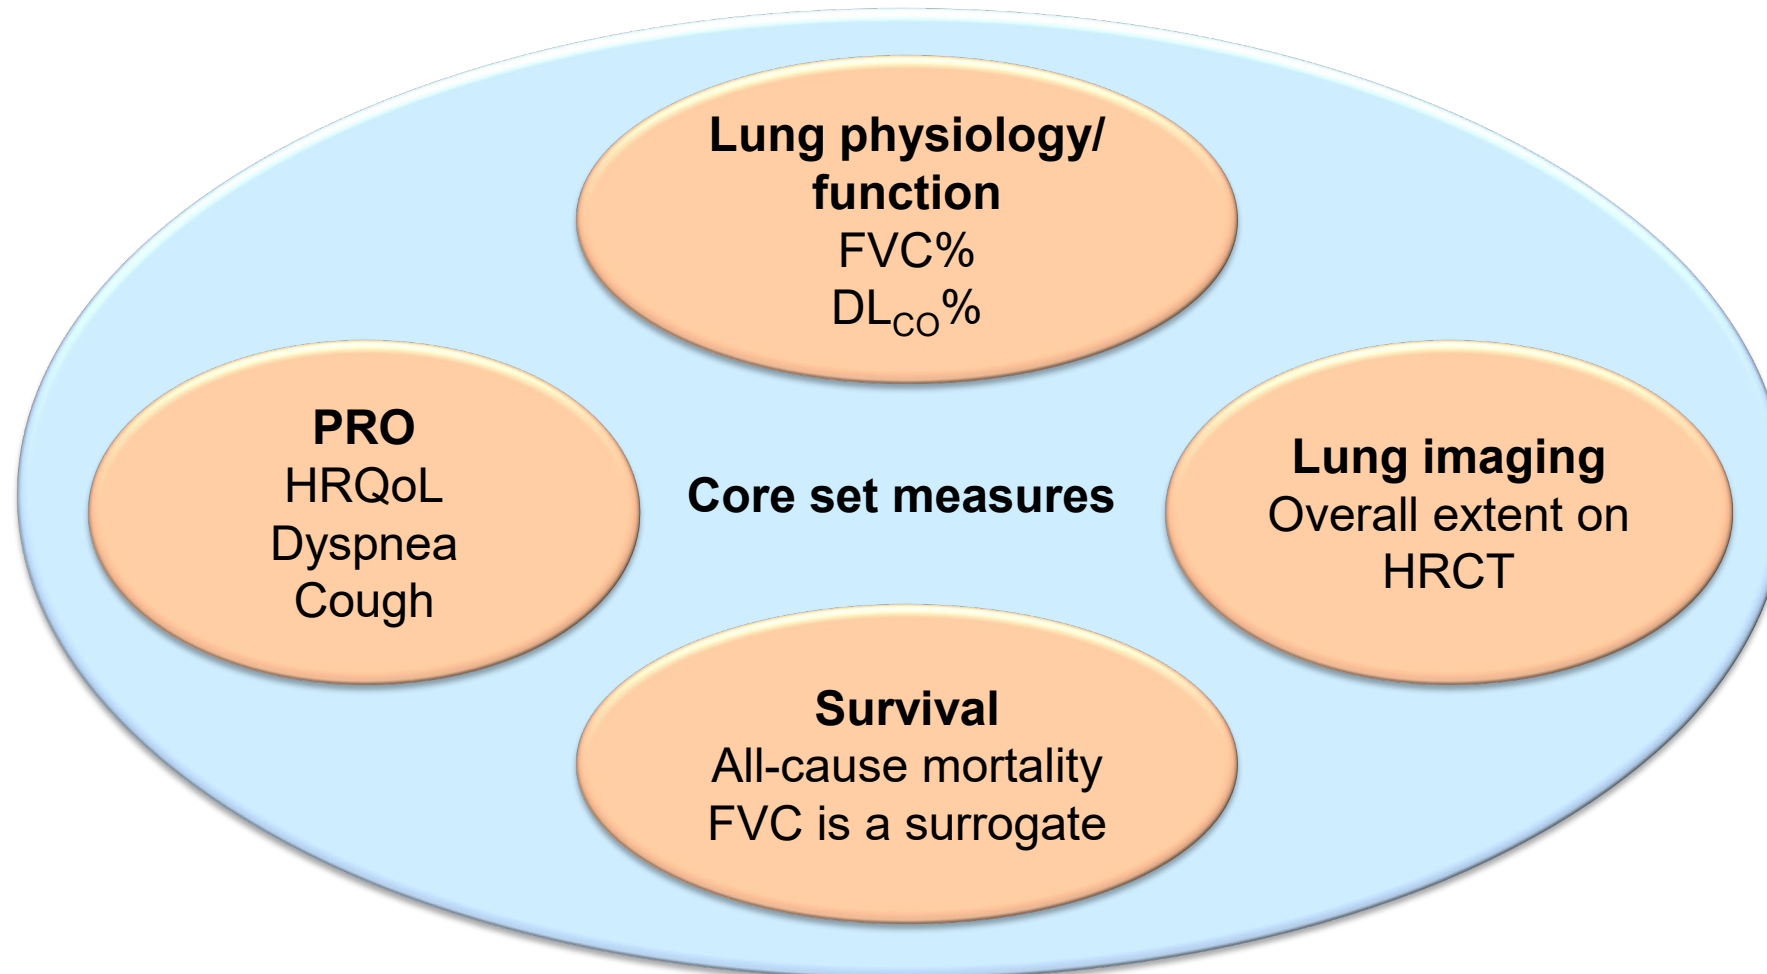 Lung physiology/
function
FVC%
DL_CO%
PRO
HRQoL
Dyspnea
Cough
Core set measures
Lung imaging
Overall extent on
HRCT
Survival
All-cause mortality
FVC is a surrogate